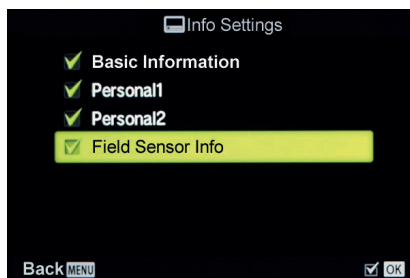 Info Settings
Basic Information
Personal1
Personal2
Field Sensor Info
Back MENU OK